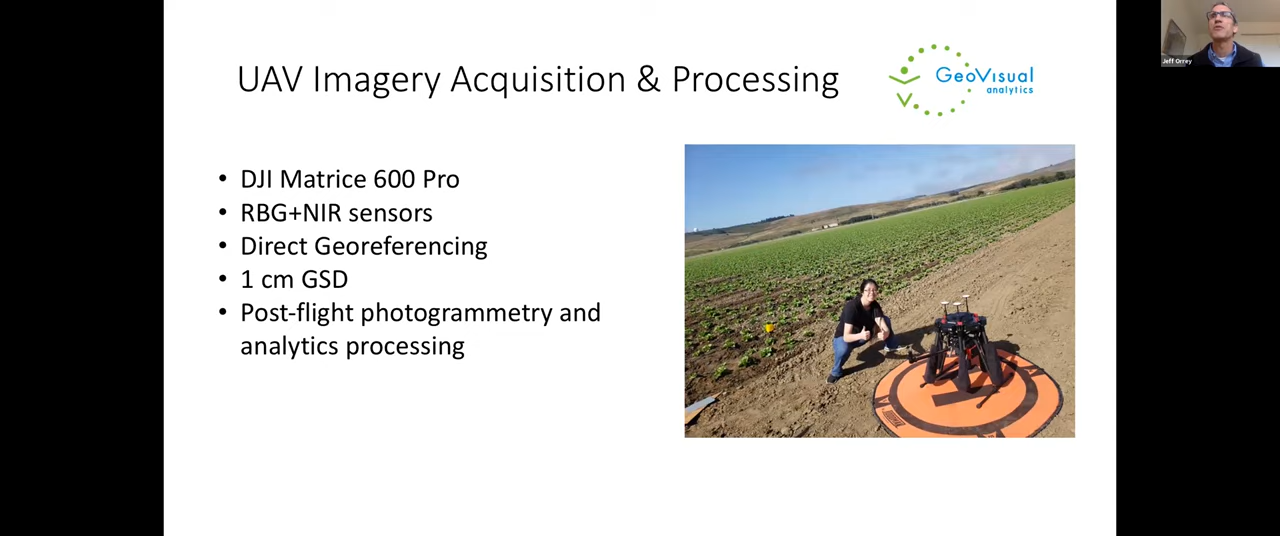 UAV Imagery Acquisition & Processing
GeoVisual
analytics
Jeff Orrey
• DJI Matrice 600 Pro
• RBG+NIR sensors
• Direct Georeferencing
• 1 cm GSD
• Post-flight photogrammetry and
analytics processing